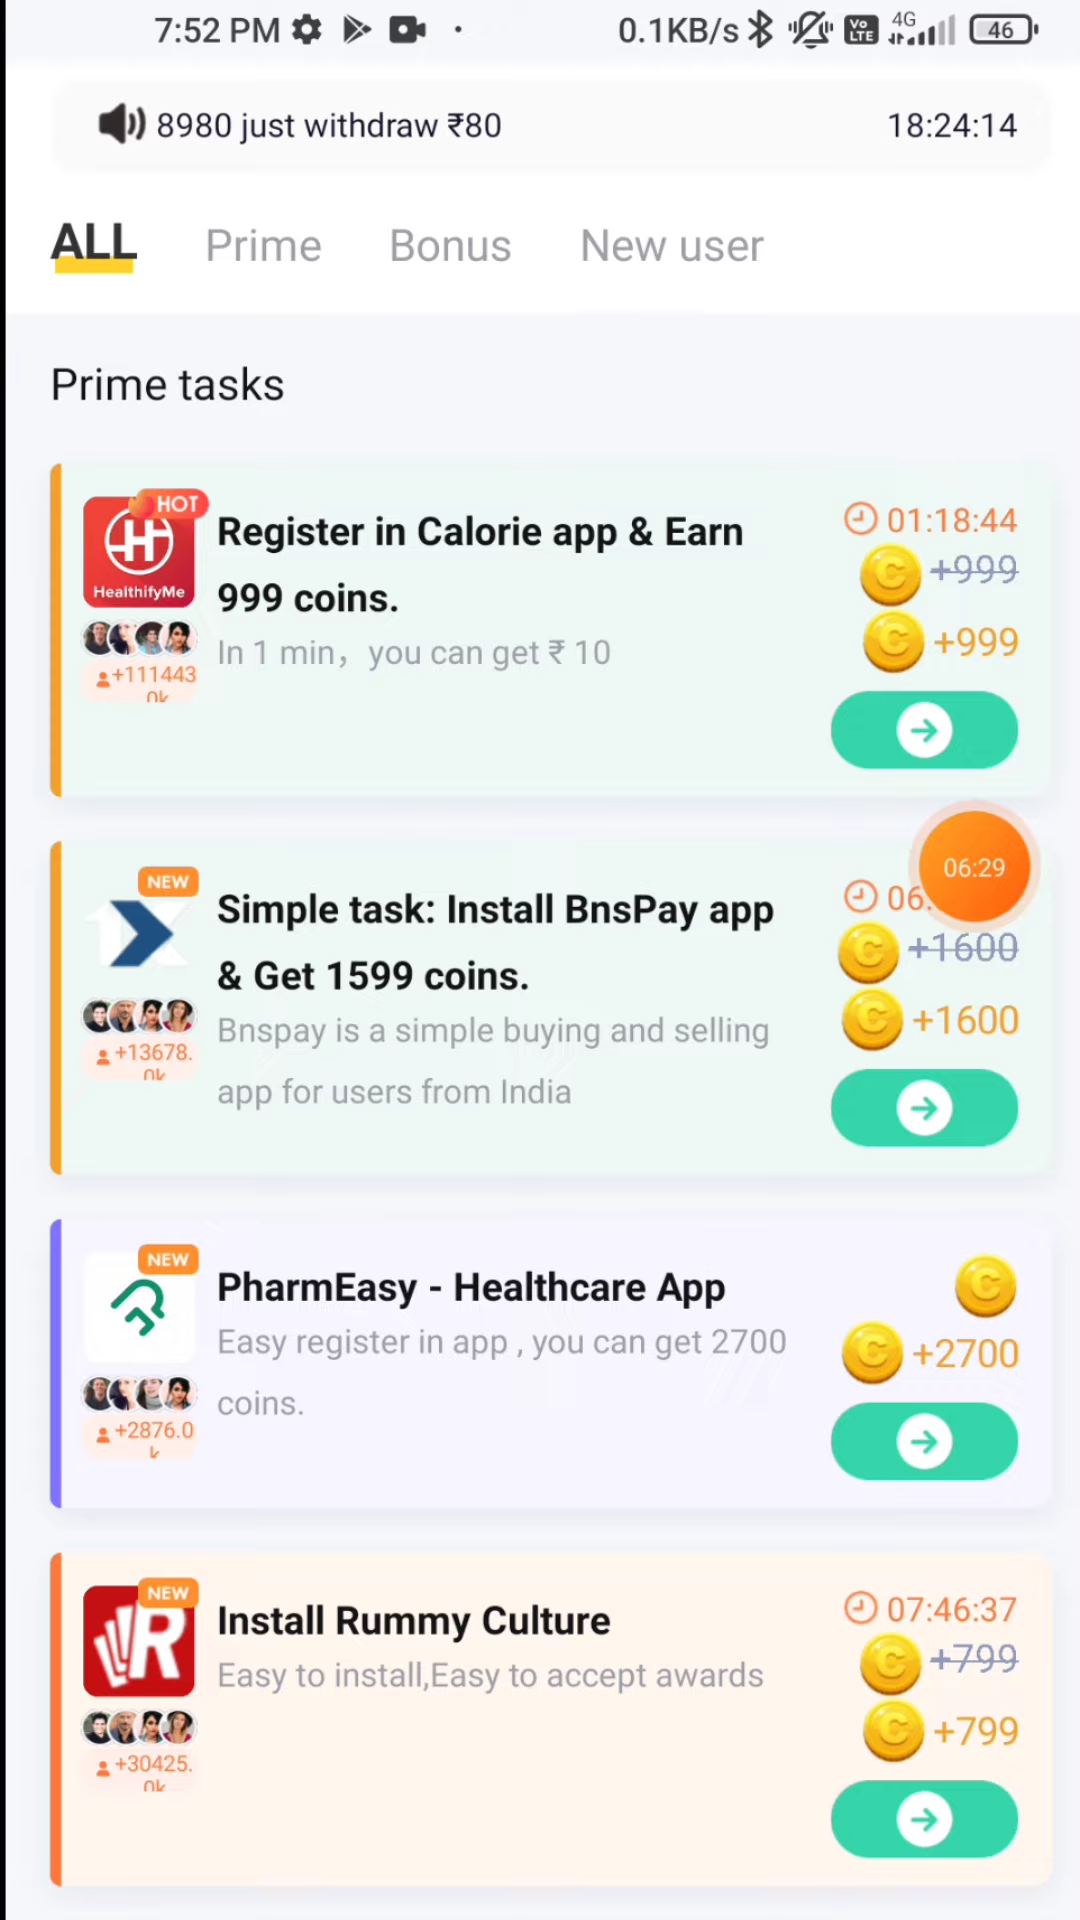 7:52 PM 0.1KB/s Vo LTE 4G 46
8980 just withdraw ₹80 18:24:14
ALL Prime Bonus New user
Prime tasks
HOT
HealthifyMe
Register in Calorie app & Earn
999 coins.
In 1 min，you can get ₹ 10
01:18:44
+999
+999
+111443
0k
NEW
Simple task: Install BnsPay app
& Get 1599 coins.
Bnspay is a simple buying and selling
app for users from India
06:29
06.
+1600
+1600
+13678.
0k
NEW
PharmEasy - Healthcare App
Easy register in app , you can get 2700
coins.
+2700
+2876.0
k
NEW
Install Rummy Culture
Easy to install,Easy to accept awards
07:46:37
+799
+799
+30425.
0k